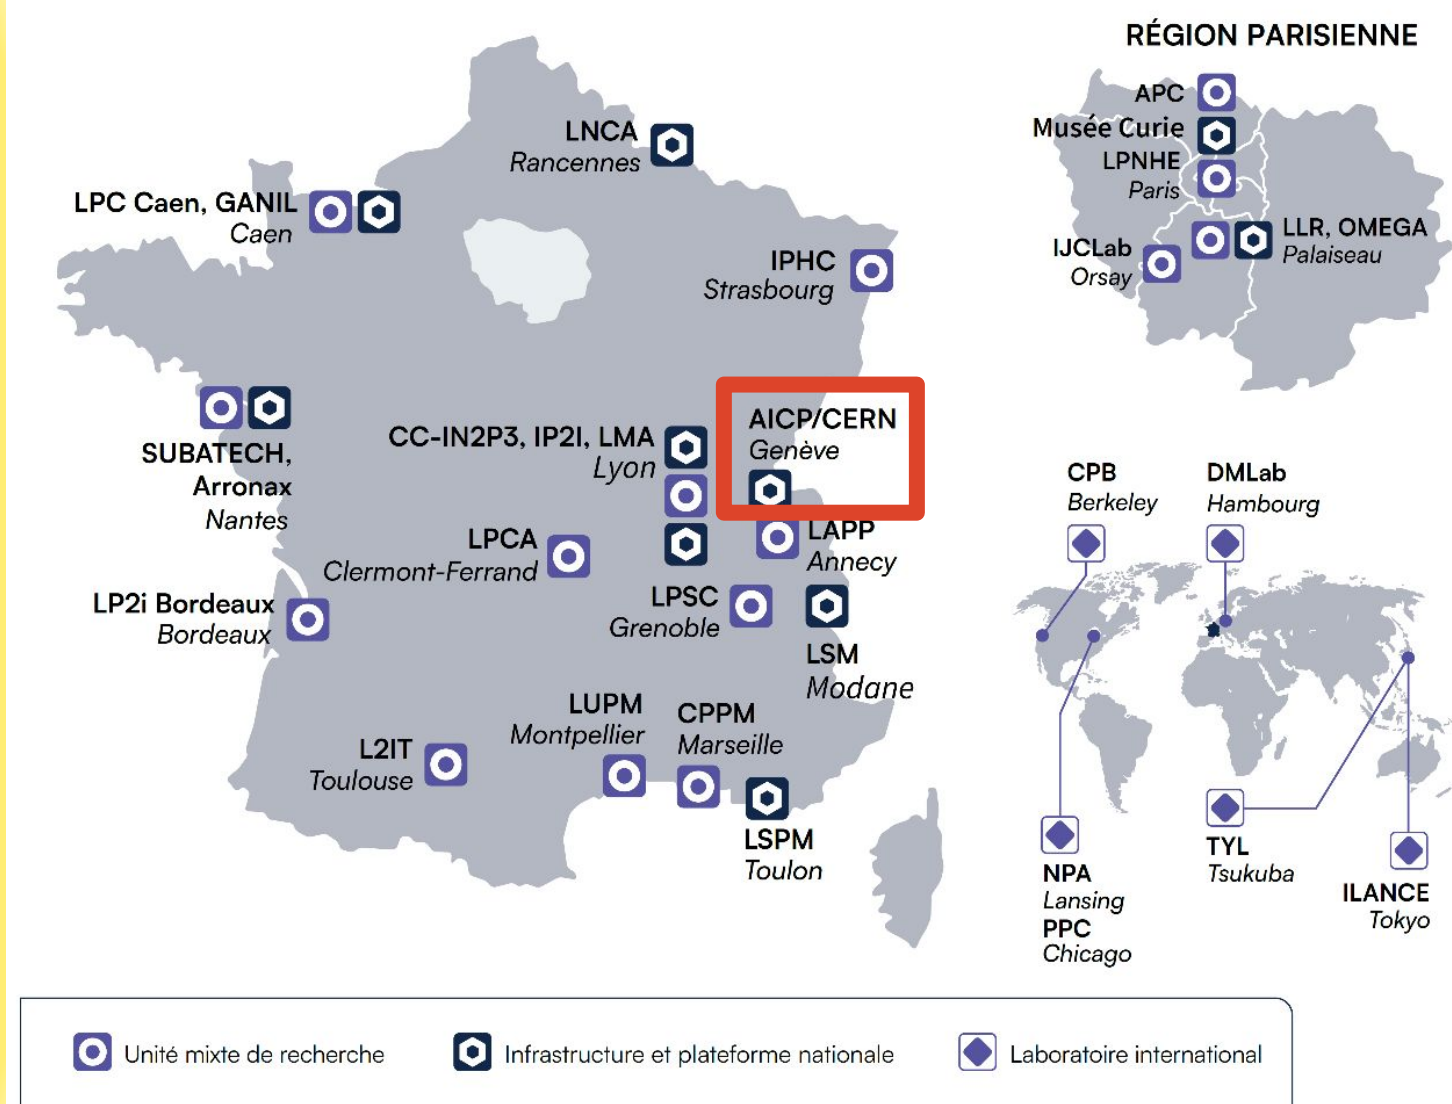 RÉGION PARISIENNE
APC
Musée Curie
LPNHE
Paris
LLR, OMEGA
Palaiseau
IJCLab
Orsay
LNCA
Rancennes
LPC Caen, GANIL
Caen
IPHC
Strasbourg
AICP/CERN
Genève
CC-IN2P3, IP2I, LMA
Lyon
SUBATECH,
Arronax
Nantes
LPCA
Clermont-Ferrand
LAPP
Annecy
LP2i Bordeaux
Bordeaux
LPSC
Grenoble
LSM
Modane
LUPM
Montpellier
CPPM
Marseille
L2IT
Toulouse
LSPM
Toulon
CPB
Berkeley
DMLab
Hambourg
NPA
Lansing
PPC
Chicago
TYL
Tsukuba
ILANCE
Tokyo
Unité mixte de recherche
Infrastructure et plateforme nationale
Laboratoire international